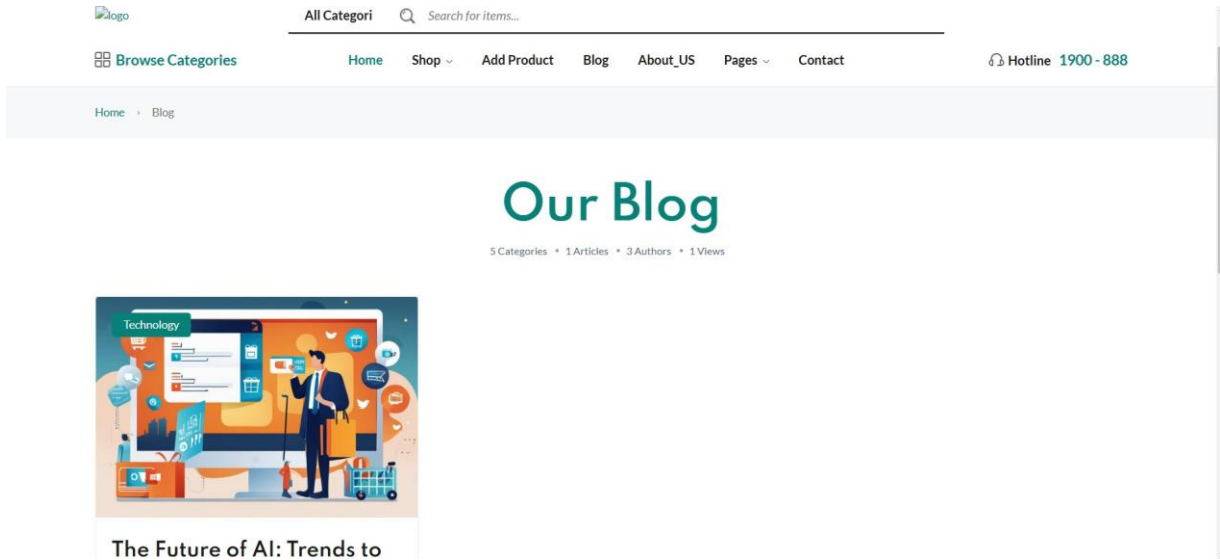 logo
All Categori Search for items...
Browse Categories Home Shop Add Product Blog About_US Pages Contact Hotline 1900 - 888
Home › Blog
Our Blog
5 Categories • 1 Articles • 3 Authors • 1 Views
Technology
The Future of AI: Trends to